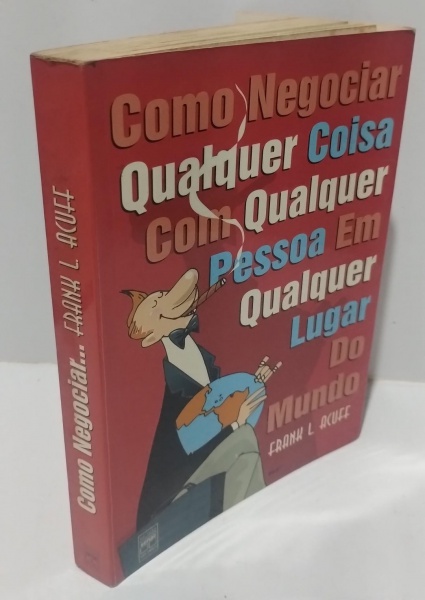 Como Negociar
Qualquer Coisa
Com Qualquer
Pessoa Em
Qualquer
Lugar
Do
Mundo
FRANK L. ACUFF
Como Negociar... FRANK L. ACUFF